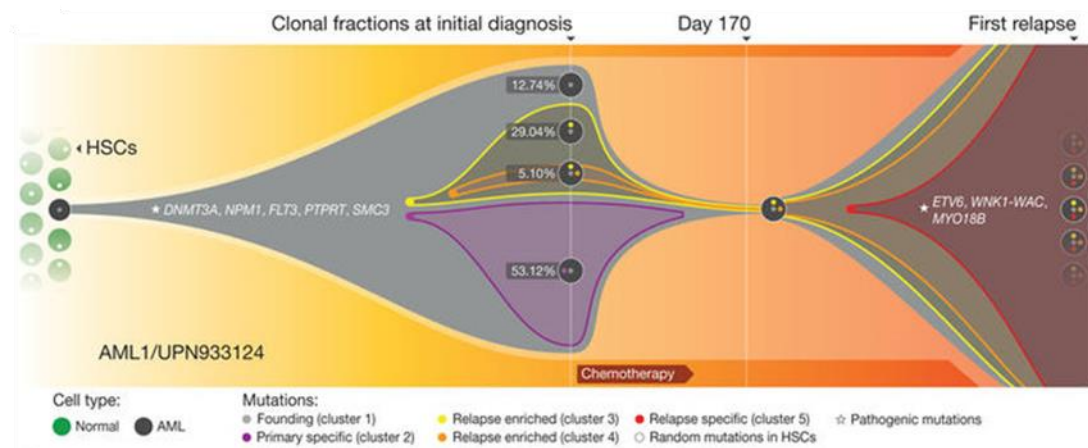 Clonal fractions at initial diagnosis
Day 170
First relapse
12.74%
29.04%
HSCs
5.10%
DNMT3A, NPM1, FLT3, PTPRT, SMC3
ETV6, WNK1-WAC,
MYO18B
53.12%
AML1/UPN933124
Chemotherapy
Cell type:
Normal
AML
Mutations:
Founding (cluster 1)
Primary specific (cluster 2)
Relapse enriched (cluster 3)
Relapse enriched (cluster 4)
Relapse specific (cluster 5)
Random mutations in HSCs
Pathogenic mutations